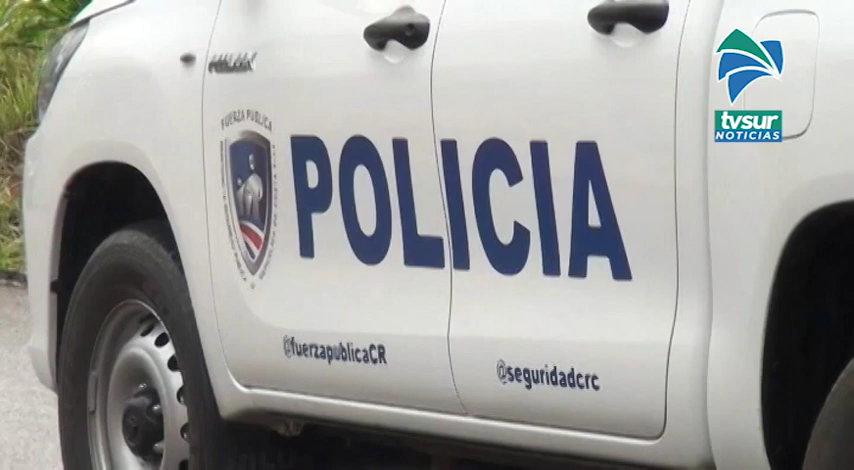 HILUX
FUERZA PUBLICA
POLICIA
@fuerzapublicaCR
@seguridadcrc
tvsur
NOTICIAS